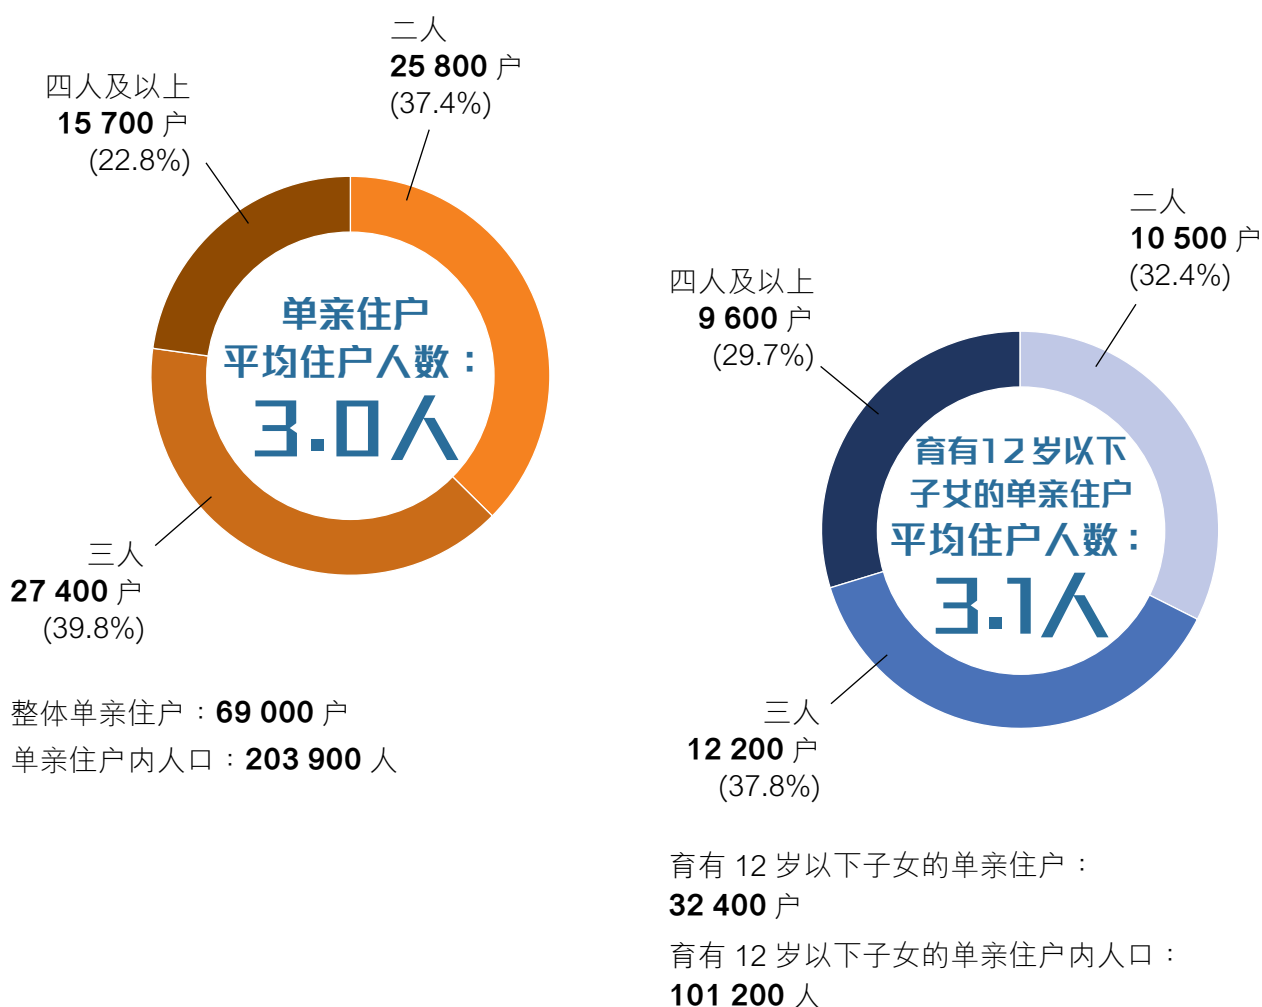 二人
25 800 户
(37.4%)
四人及以上
15 700 户
(22.8%)
单亲住户
平均住户人数：
3.0人
三人
27 400 户
(39.8%)
整体单亲住户：69 000 户
单亲住户内人口：203 900 人
二人
10 500 户
(32.4%)
四人及以上
9 600 户
(29.7%)
育有12岁以下
子女的单亲住户
平均住户人数：
3.1人
三人
12 200 户
(37.8%)
育有 12 岁以下子女的单亲住户：
32 400 户
育有 12 岁以下子女的单亲住户内人口：
101 200 人